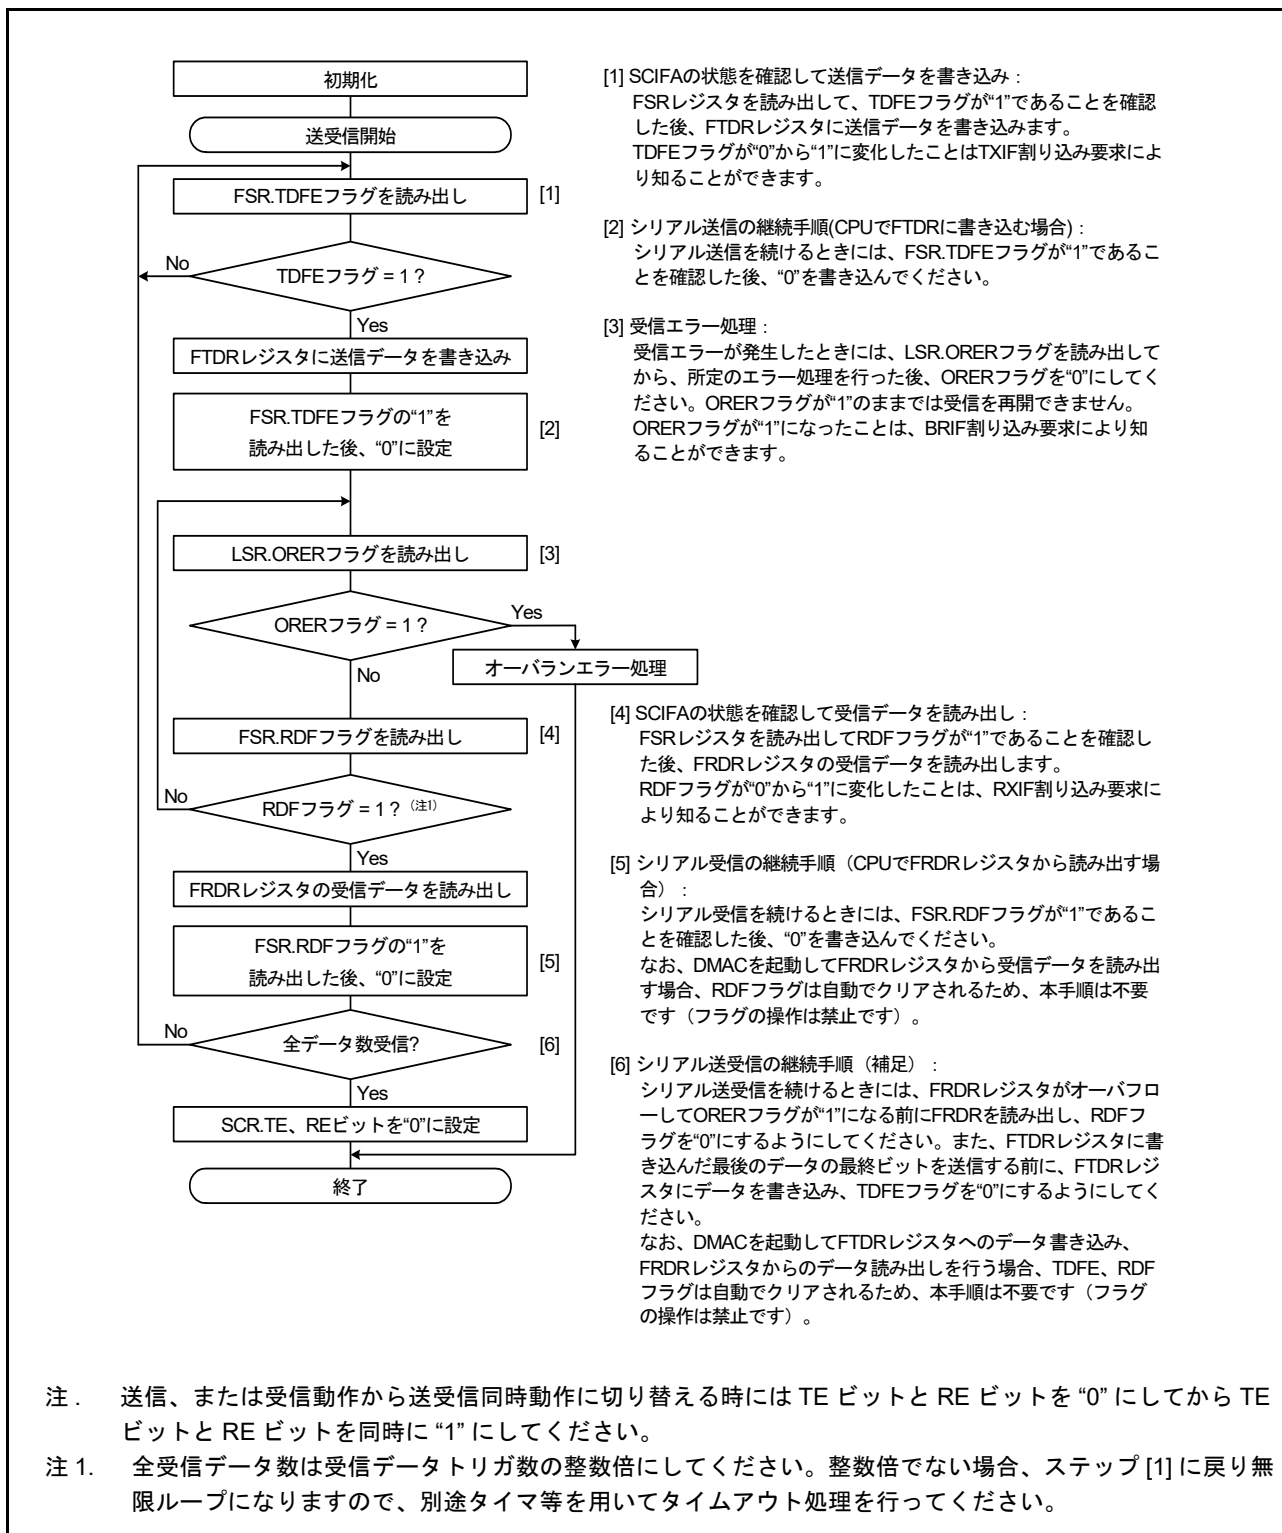 初期化
送受信開始
FSR.TDFEフラグを読み出し
[1]
No
TDFEフラグ = 1 ?
Yes
FTDRレジスタに送信データを書き込み
FSR.TDFEフラグの“1”を
読み出した後、“0”に設定
[2]
LSR.ORERフラグを読み出し
[3]
ORERフラグ = 1 ?
Yes
オーバランエラー処理
No
FSR.RDFフラグを読み出し
[4]
No
RDFフラグ = 1 ? (注1)
Yes
FRDRレジスタの受信データを読み出し
FSR.RDFフラグの“1”を
読み出した後、“0”に設定
[5]
No
全データ数受信?
[6]
Yes
SCR.TE、REビットを“0”に設定
終了
[1] SCIFAの状態を確認して送信データを書き込み：
FSRレジスタを読み出して、TDFEフラグが“1”であることを確認
した後、FTDRレジスタに送信データを書き込みます。
TDFEフラグが“0”から“1”に変化したことはTXIF割り込み要求によ
り知ることができます。
[2] シリアル送信の継続手順(CPUでFTDRに書き込む場合)：
シリアル送信を続けるときには、FSR.TDFEフラグが“1”であるこ
とを確認した後、“0”を書き込んでください。
[3] 受信エラー処理：
受信エラーが発生したときには、LSR.ORERフラグを読み出して
から、所定のエラー処理を行った後、ORERフラグを“0”にしてく
ださい。ORERフラグが“1”のままでは受信を再開できません。
ORERフラグが“1”になったことは、BRIF割り込み要求により知
ることができます。
[4] SCIFAの状態を確認して受信データを読み出し：
FSRレジスタを読み出してRDFフラグが“1”であることを確認し
た後、FRDRレジスタの受信データを読み出します。
RDFフラグが“0”から“1”に変化したことは、RXIF割り込み要求に
より知ることができます。
[5] シリアル受信の継続手順（CPUでFRDRレジスタから読み出す場
合）：
シリアル受信を続けるときには、FSR.RDFフラグが“1”であるこ
とを確認した後、“0”を書き込んでください。
なお、DMACを起動してFRDRレジスタから受信データを読み出
す場合、RDFフラグは自動でクリアされるため、本手順は不要
です（フラグの操作は禁止です）。
[6] シリアル送受信の継続手順（補足）：
シリアル送受信を続けるときには、FRDRレジスタがオーバフロ
ーしてORERフラグが“1”になる前にFRDRを読み出し、RDFフ
ラグを“0”にするようにしてください。また、FTDRレジスタに書
き込んだ最後のデータの最終ビットを送信する前に、FTDRレジ
スタにデータを書き込み、TDFEフラグを“0”にするようにしてく
ださい。
なお、DMACを起動してFTDRレジスタへのデータ書き込み、
FRDRレジスタからのデータ読み出しを行う場合、TDFE、RDF
フラグは自動でクリアされるため、本手順は不要です（フラグ
の操作は禁止です）。
注 . 送信、または受信動作から送受信同時動作に切り替える時には TE ビットと RE ビットを “0” にしてから TE
ビットと RE ビットを同時に “1” にしてください。
注 1. 全受信データ数は受信データトリガ数の整数倍にしてください。整数倍でない場合、ステップ [1] に戻り無
限ループになりますので、別途タイマ等を用いてタイムアウト処理を行ってください。